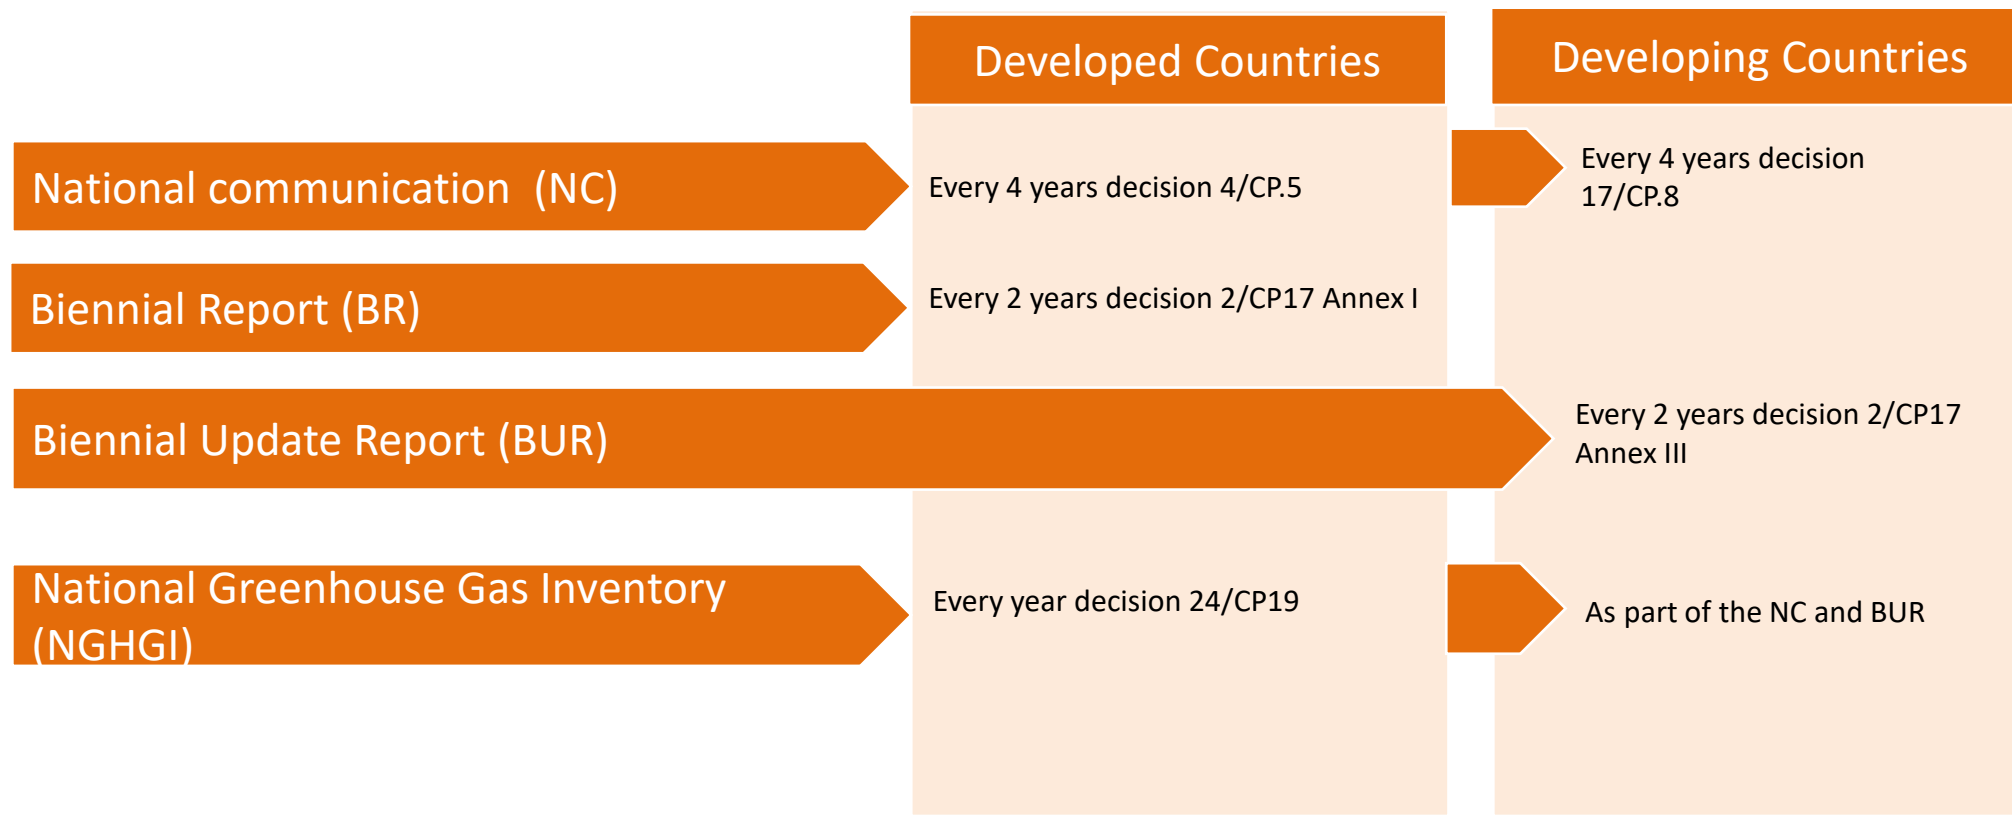 Developed Countries
Developing Countries
National communication  (NC)
Every 4 years decision 4/CP.5
Every 4 years decision
17/CP.8
Biennial Report (BR)
Every 2 years decision 2/CP17 Annex I
Biennial Update Report (BUR)
Every 2 years decision 2/CP17
Annex III
National Greenhouse Gas Inventory
(NGHGI)
Every year decision 24/CP19
As part of the NC and BUR